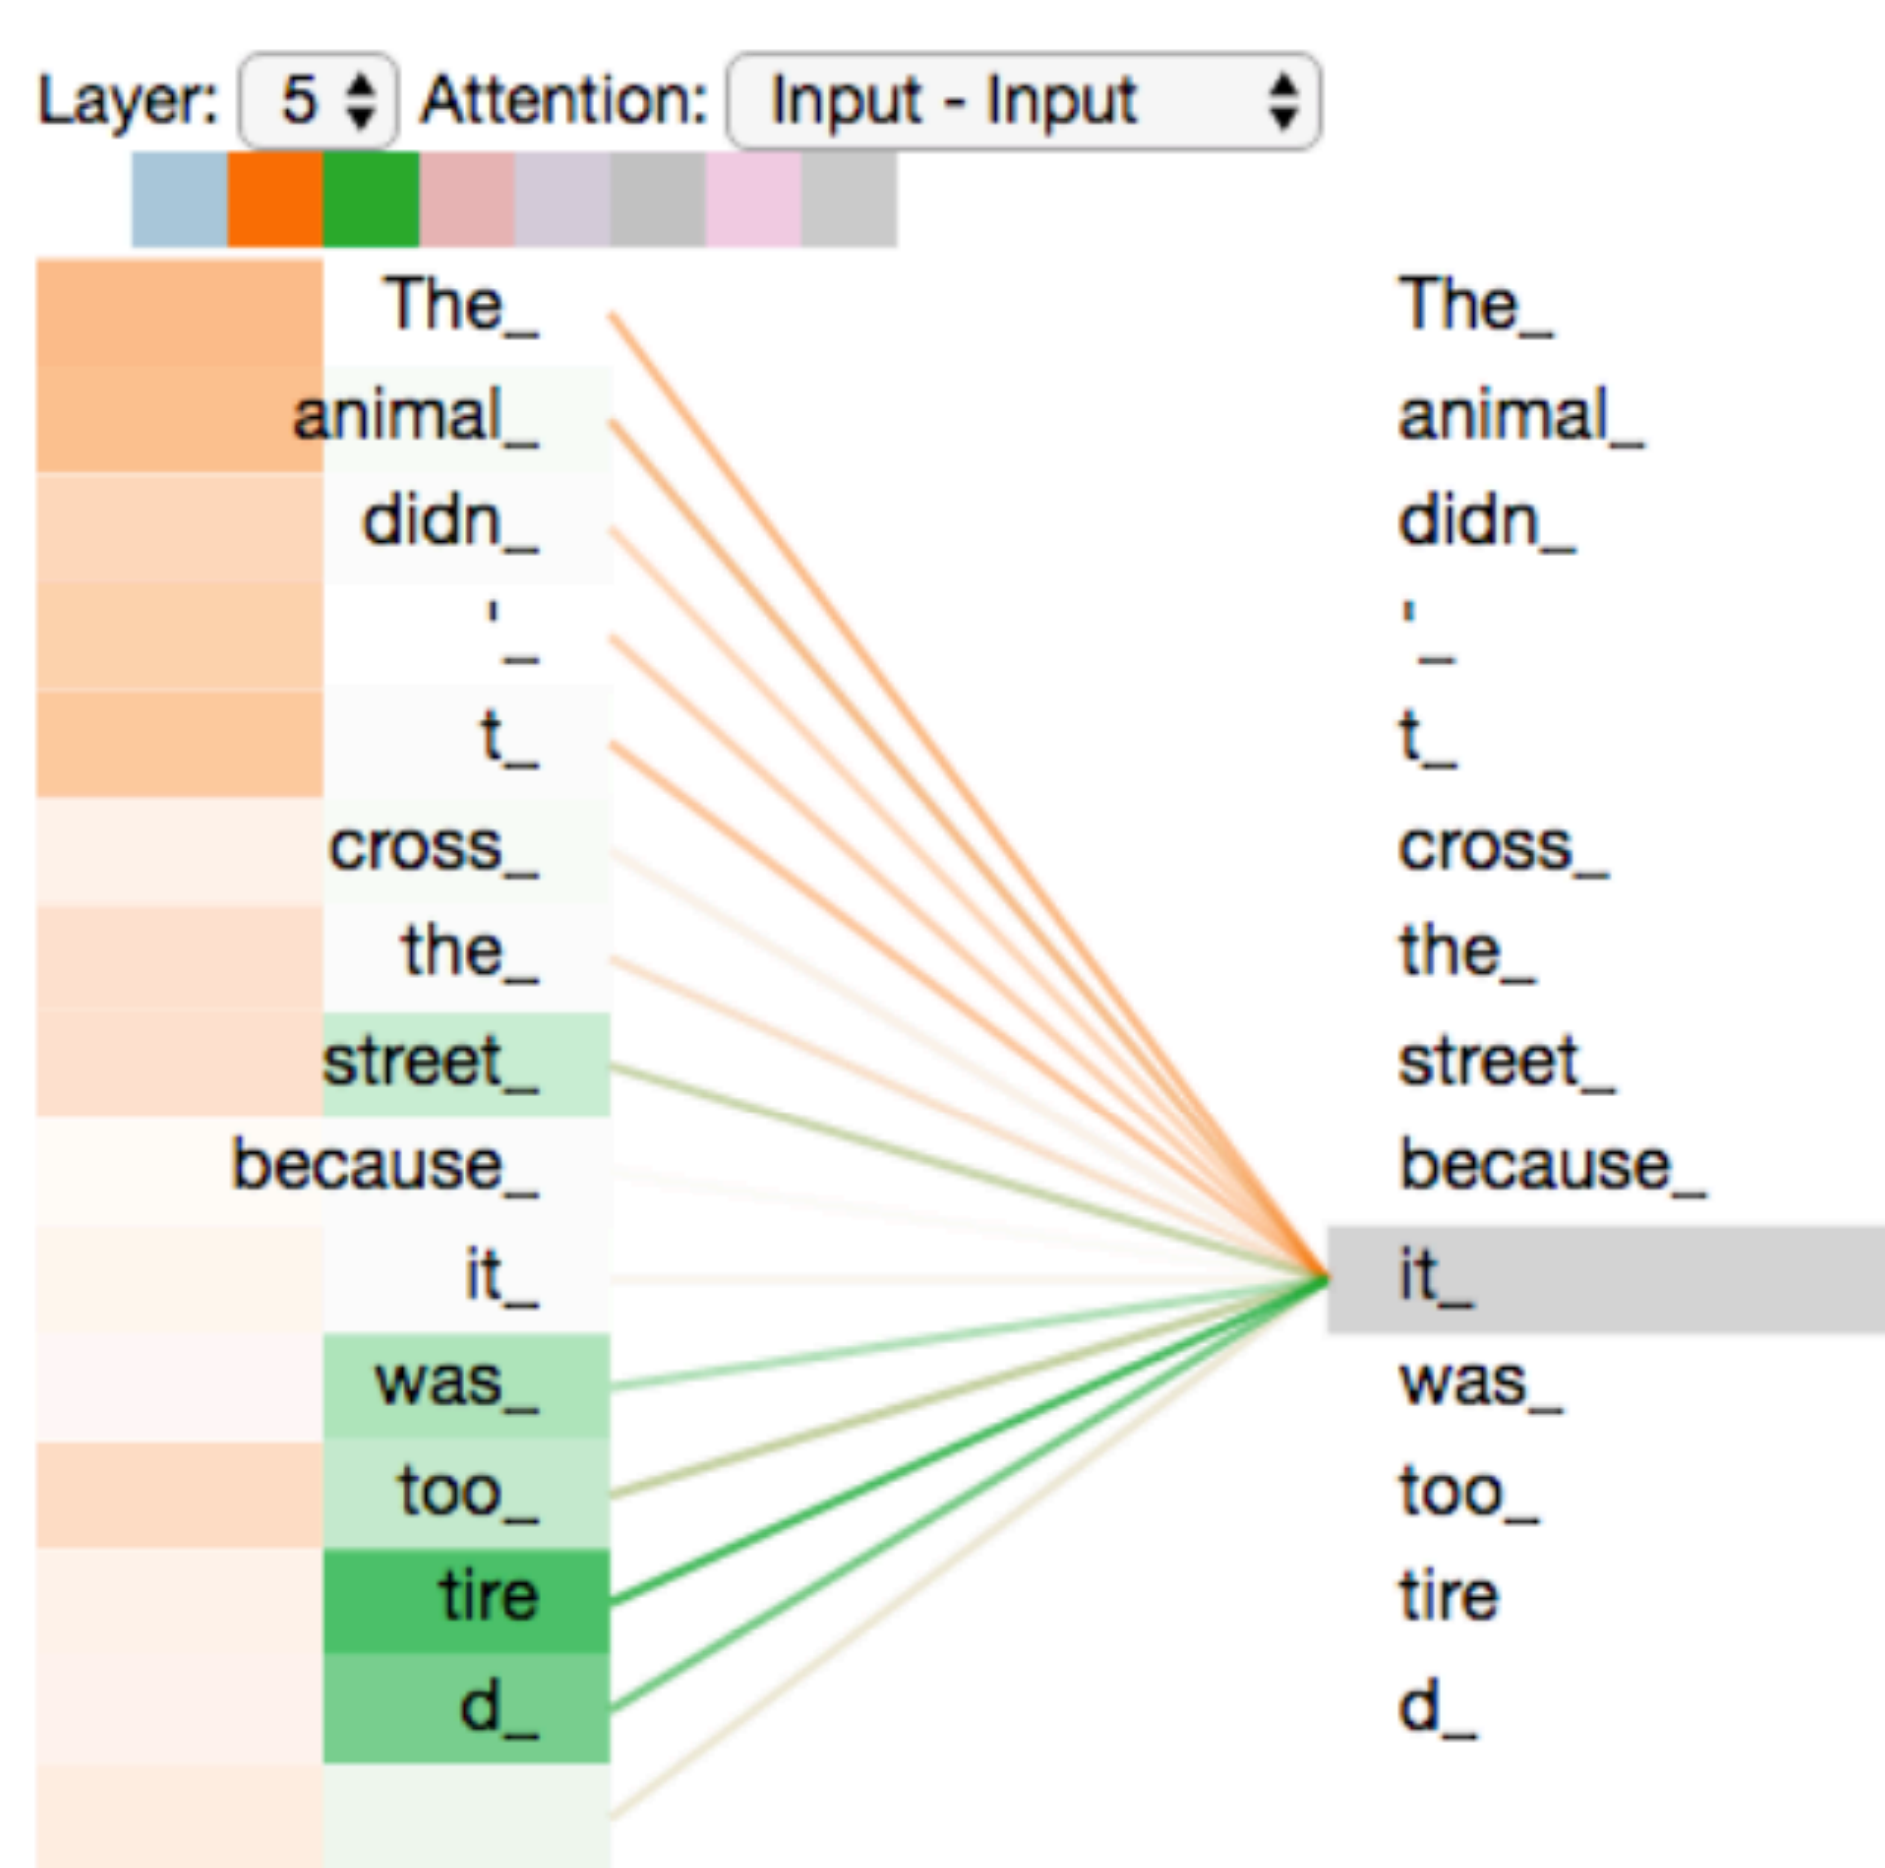 Layer: 5 Attention: Input - Input
The_ The_
animal_ animal_
didn_ didn_
'_ '_
t_ t_
cross_ cross_
the_ the_
street_ street_
because_ because_
it_ it_
was_ was_
too_ too_
tire tire
d_ d_